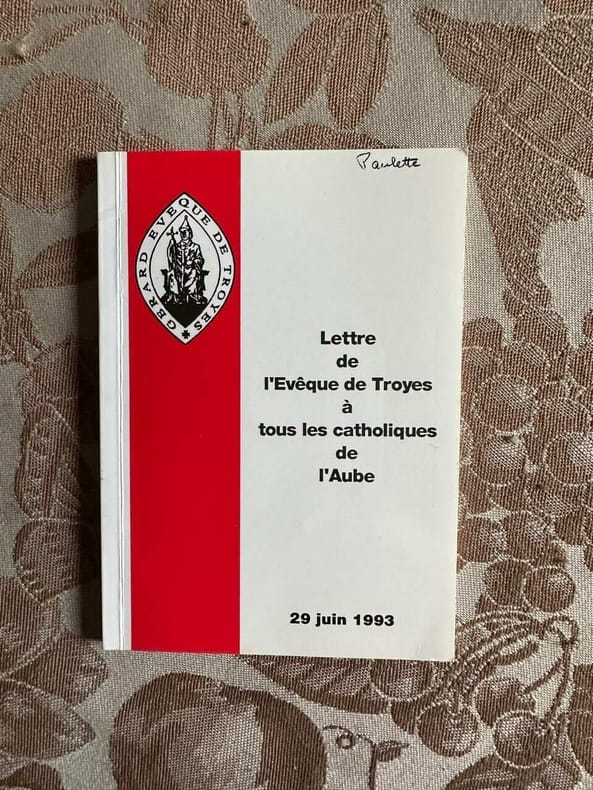 Paulette
GERARD EVEQUE DE TROYES
Lettre
de
l'Evêque de Troyes
à
tous les catholiques
de
l'Aube
29 juin 1993